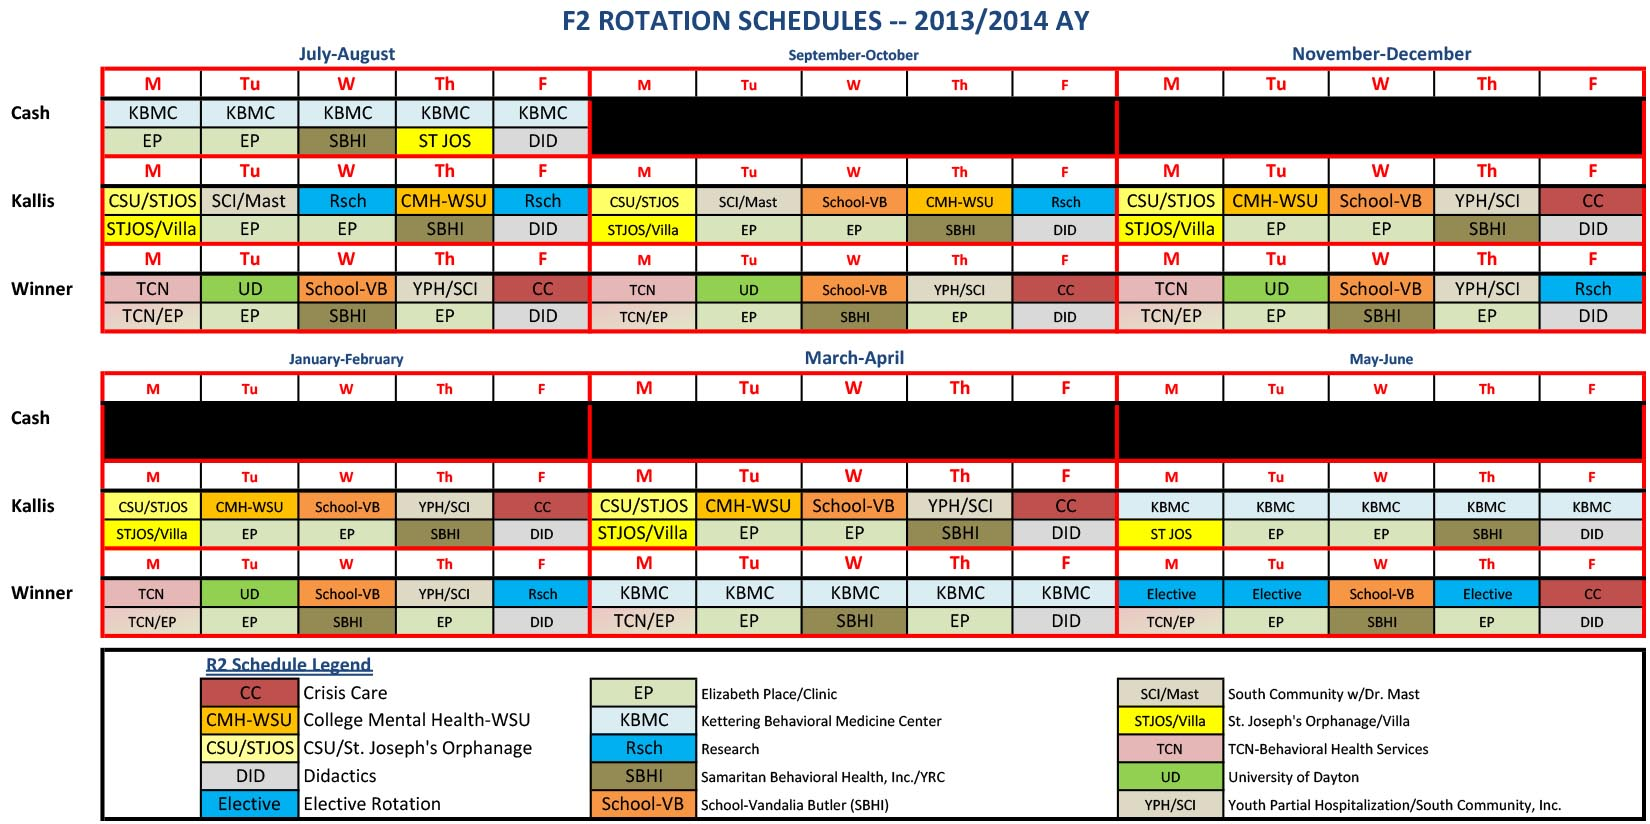 F2 ROTATION SCHEDULES -- 2013/2014 AY
July-August September-October November-December
M Tu W Th F M Tu W Th F M Tu W Th F
Cash KBMC KBMC KBMC KBMC KBMC
EP EP SBHI ST JOS DID
M Tu W Th F M Tu W Th F M Tu W Th F
Kallis CSU/STJOS SCI/Mast Rsch CMH-WSU Rsch CSU/STJOS SCI/Mast School-VB CMH-WSU Rsch CSU/STJOS CMH-WSU School-VB YPH/SCI CC
STJOS/Villa EP EP SBHI DID STJOS/Villa EP EP SBHI DID STJOS/Villa EP EP SBHI DID
M Tu W Th F M Tu W Th F M Tu W Th F
Winner TCN UD School-VB YPH/SCI CC TCN UD School-VB YPH/SCI CC TCN UD School-VB YPH/SCI Rsch
TCN/EP EP SBHI EP DID TCN/EP EP SBHI EP DID TCN/EP EP SBHI EP DID
January-February March-April May-June
M Tu W Th F M Tu W Th F M Tu W Th F
Cash
M Tu W Th F M Tu W Th F M Tu W Th F
Kallis CSU/STJOS CMH-WSU School-VB YPH/SCI CC CSU/STJOS CMH-WSU School-VB YPH/SCI CC KBMC KBMC KBMC KBMC KBMC
STJOS/Villa EP EP SBHI DID STJOS/Villa EP EP SBHI DID ST JOS EP EP SBHI DID
M Tu W Th F M Tu W Th F M Tu W Th F
Winner TCN UD School-VB YPH/SCI Rsch KBMC KBMC KBMC KBMC KBMC Elective Elective School-VB Elective CC
TCN/EP EP SBHI EP DID TCN/EP EP SBHI EP DID TCN/EP EP SBHI EP DID
R2 Schedule Legend
CC Crisis Care EP Elizabeth Place/Clinic SCI/Mast South Community w/Dr. Mast
CMH-WSU College Mental Health-WSU KBMC Kettering Behavioral Medicine Center STJOS/Villa St. Joseph's Orphanage/Villa
CSU/STJOS CSU/St. Joseph's Orphanage Rsch Research TCN TCN-Behavioral Health Services
DID Didactics SBHI Samaritan Behavioral Health, Inc./YRC UD University of Dayton
Elective Elective Rotation School-VB School-Vandalia Butler (SBHI) YPH/SCI Youth Partial Hospitalization/South Community, Inc.